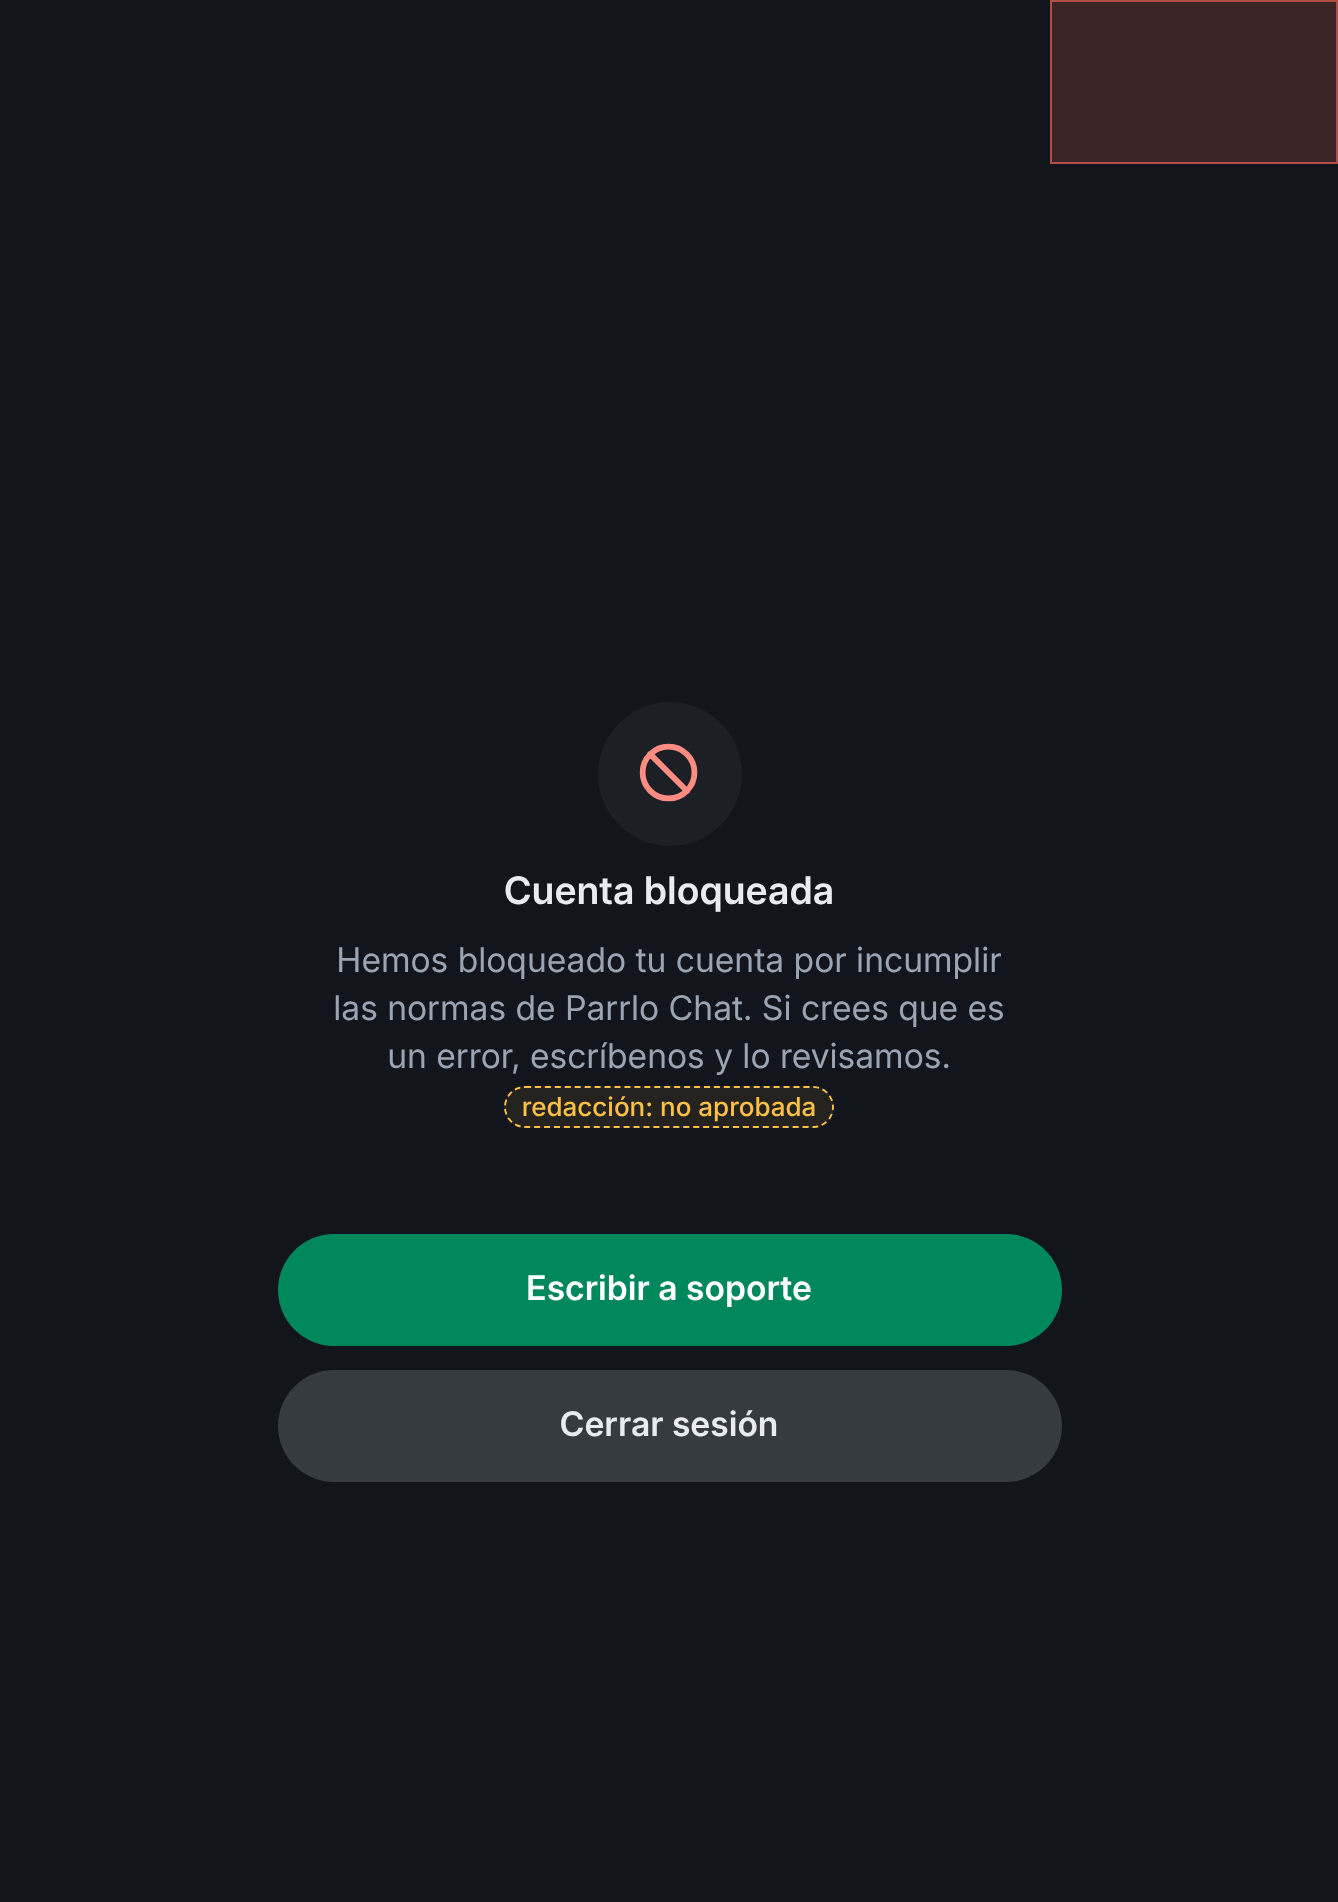 Cuenta bloqueada
Hemos bloqueado tu cuenta por incumplir
las normas de Parrlo Chat. Si crees que es
un error, escríbenos y lo revisamos.
redacción: no aprobada
Escribir a soporte
Cerrar sesión